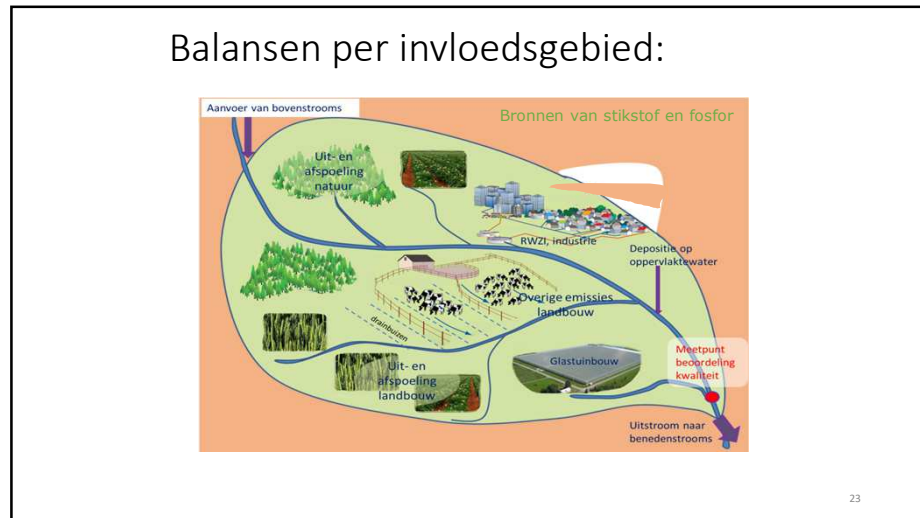 Balansen per invloedsgebied:
Aanvoer van bovenstrooms
Bronnen van stikstof en fosfor
Uit- en
afspoeling
natuur
RWZI, industrie
Depositie op
oppervlaktewater
Overige emissies
landbouw
drainbuizen
Uit- en
afspoeling
landbouw
Glastuinbouw
Meetpunt
beoordeling
kwaliteit
Uitstroom naar
benedenstrooms
23